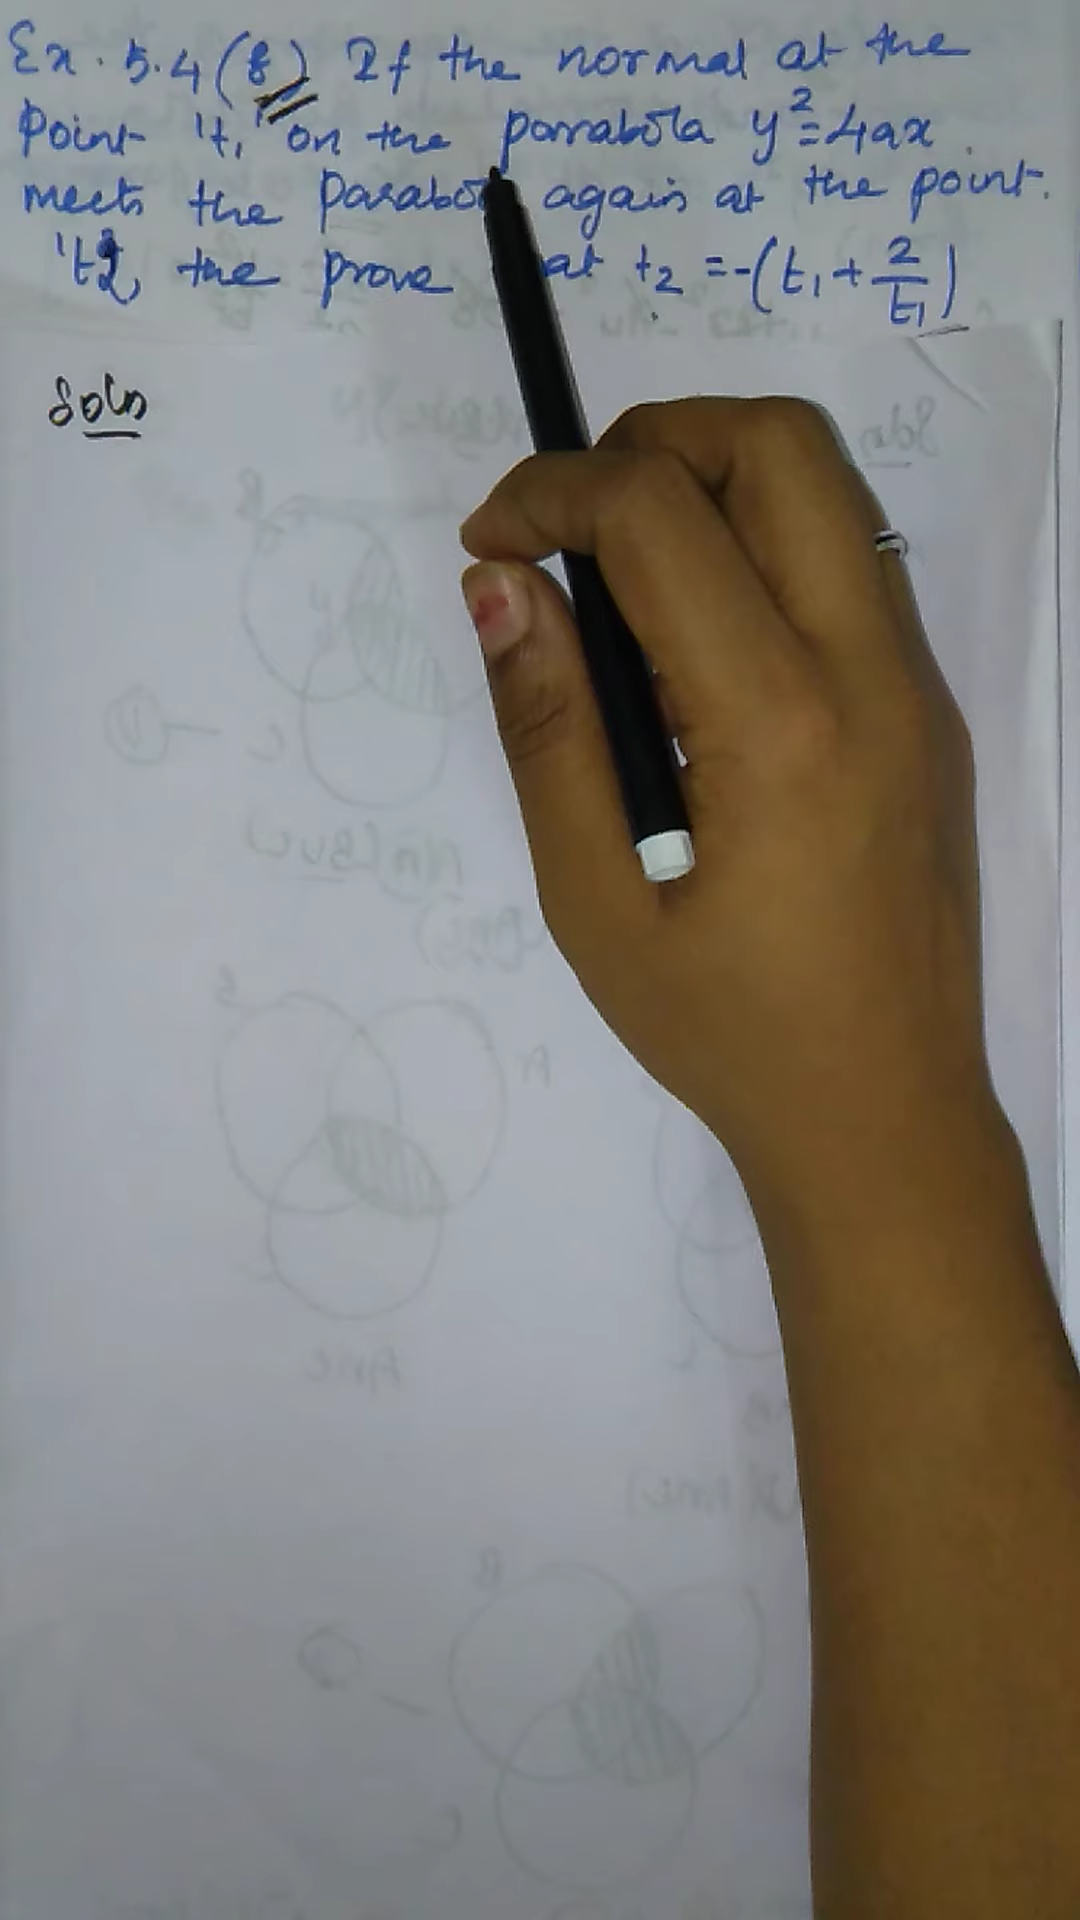 Ex. 5.4 (8) If the normal at the
point 't₁' on the parrabola y²=4ax
meets the parabo again at the point.
't2, the prove at t₂ = -(t₁ + 2/t₁)
Soln